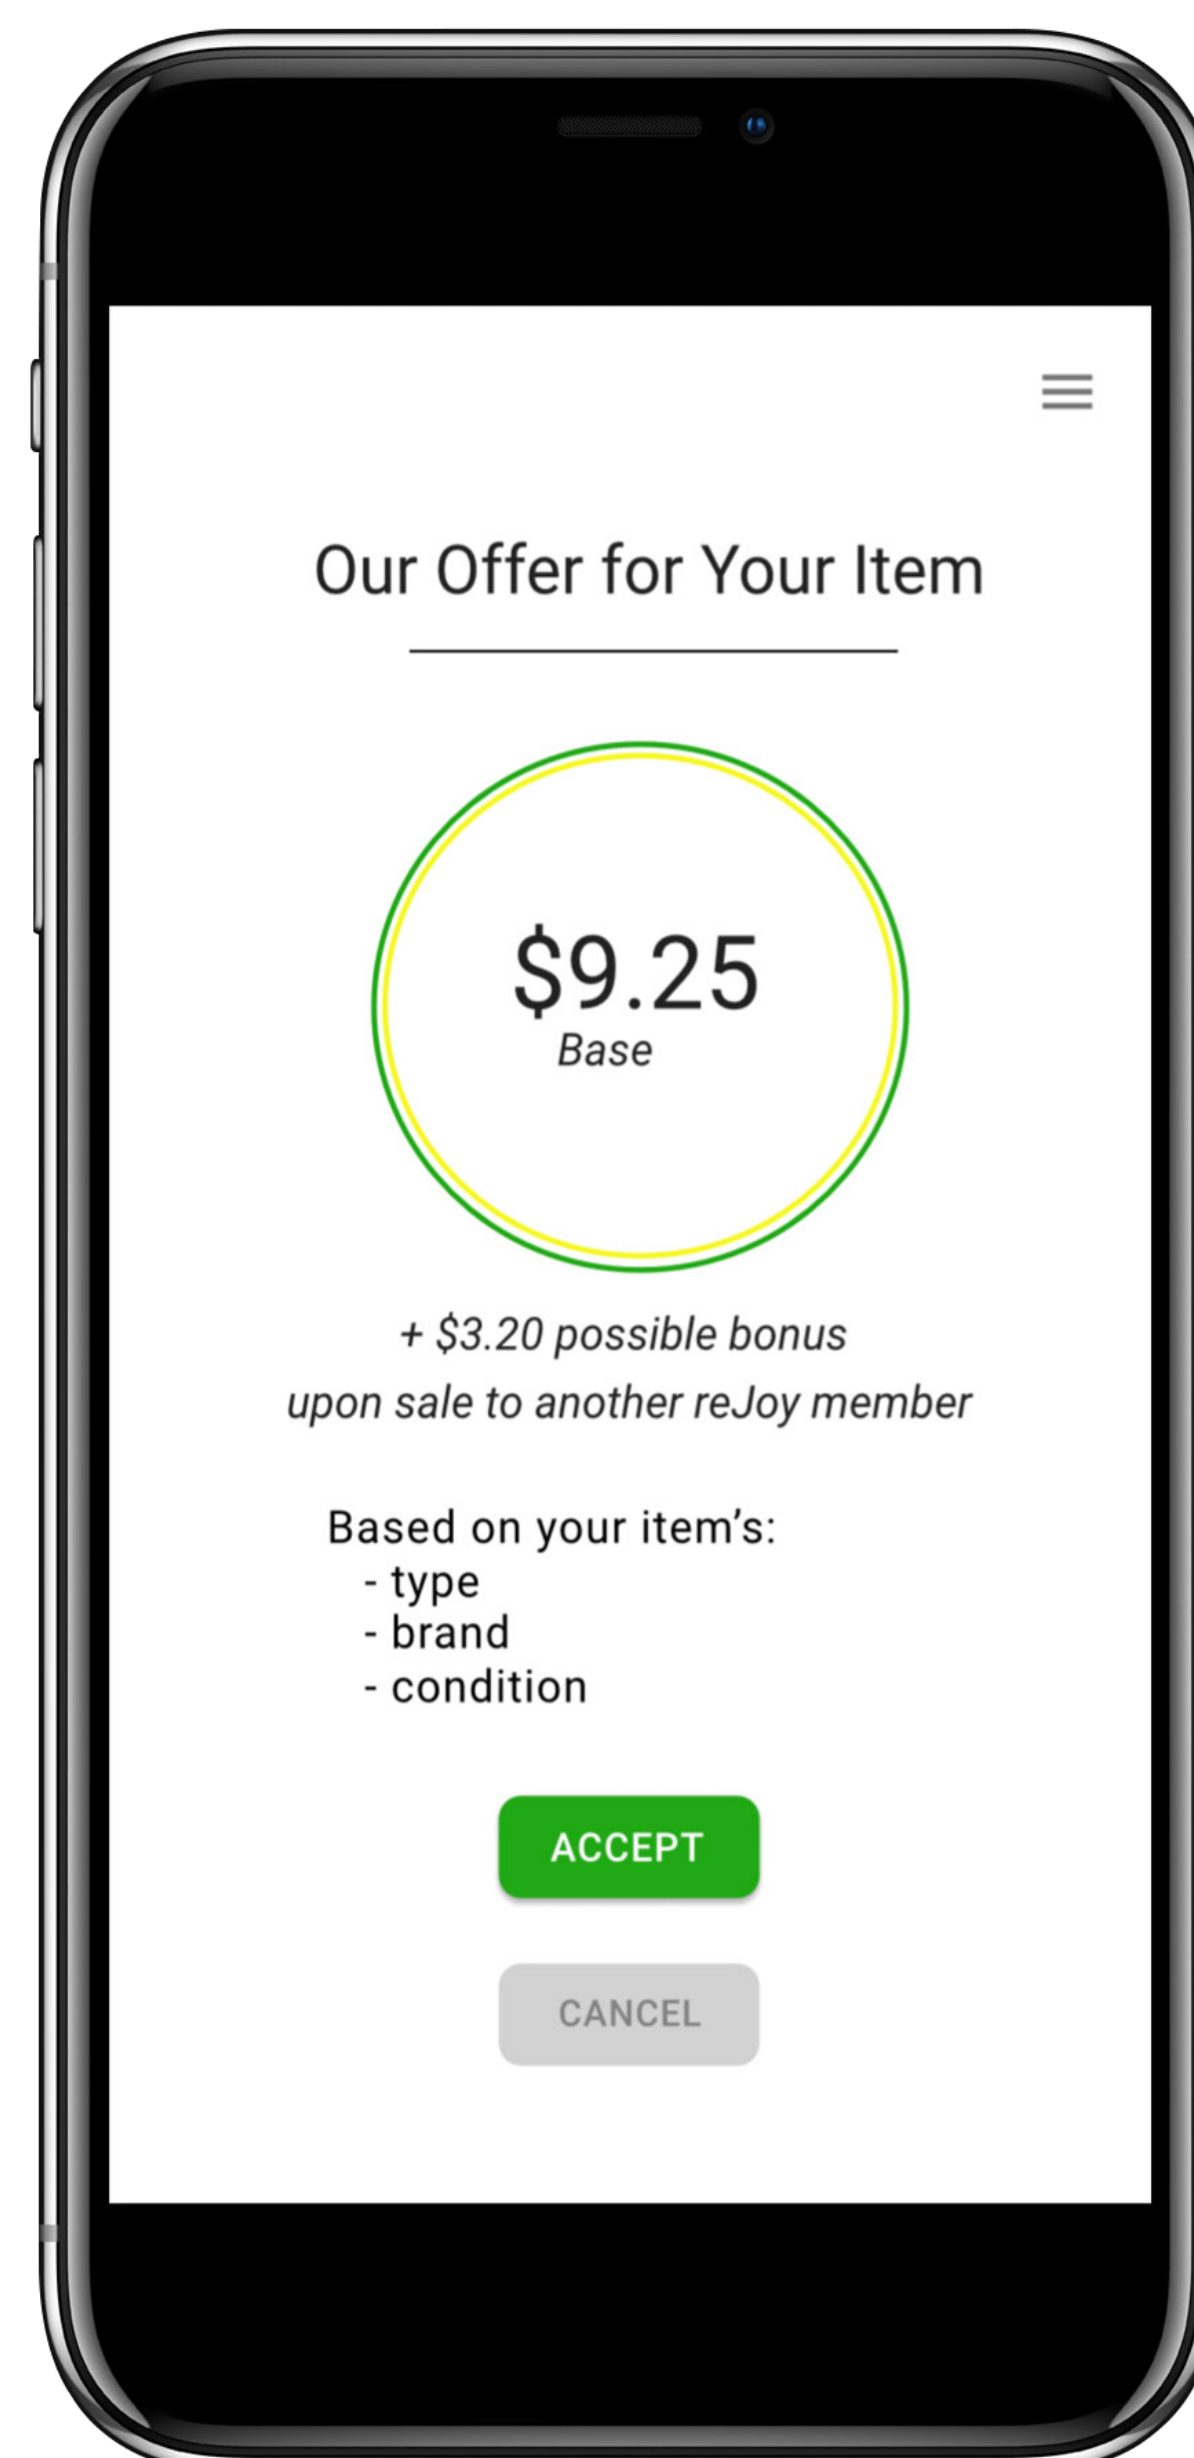 Our Offer for Your Item
$9.25
Base
+ $3.20 possible bonus
upon sale to another reJoy member
Based on your item’s:
- type
- brand
- condition
ACCEPT
CANCEL